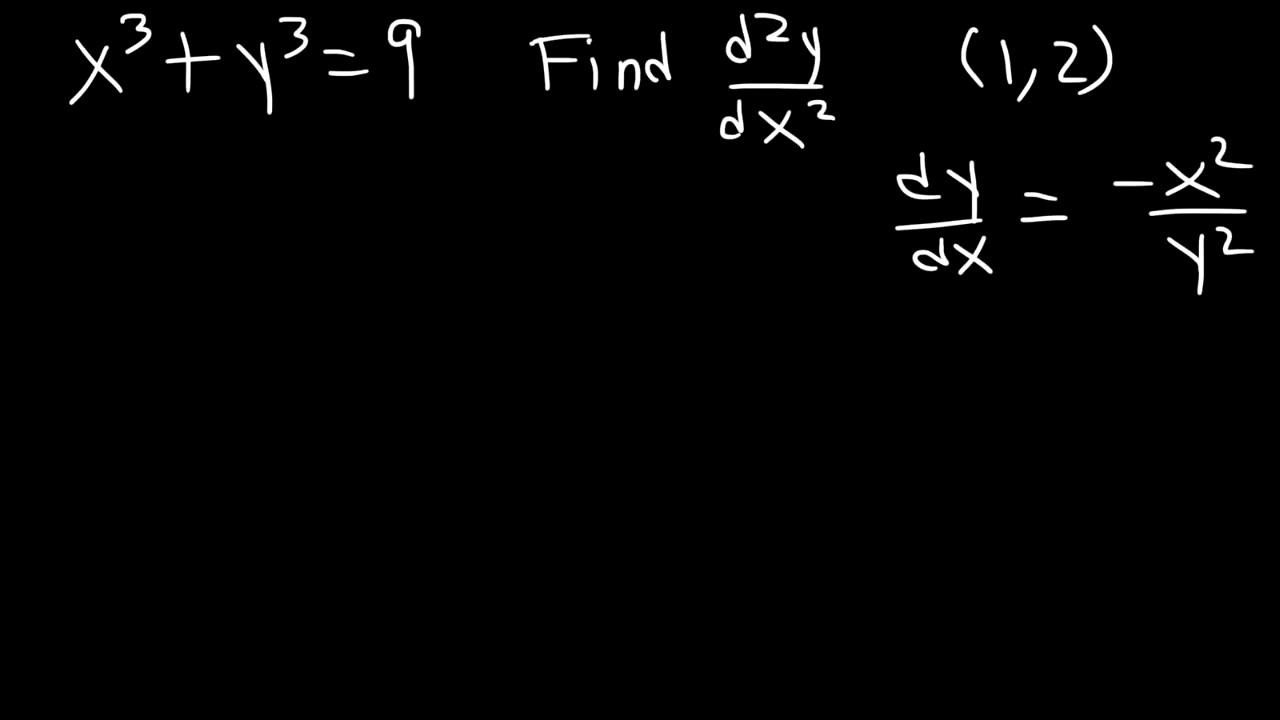 x³ + y³ = 9 Find d²y/dx² (1, 2)
dy/dx = -x²/y²